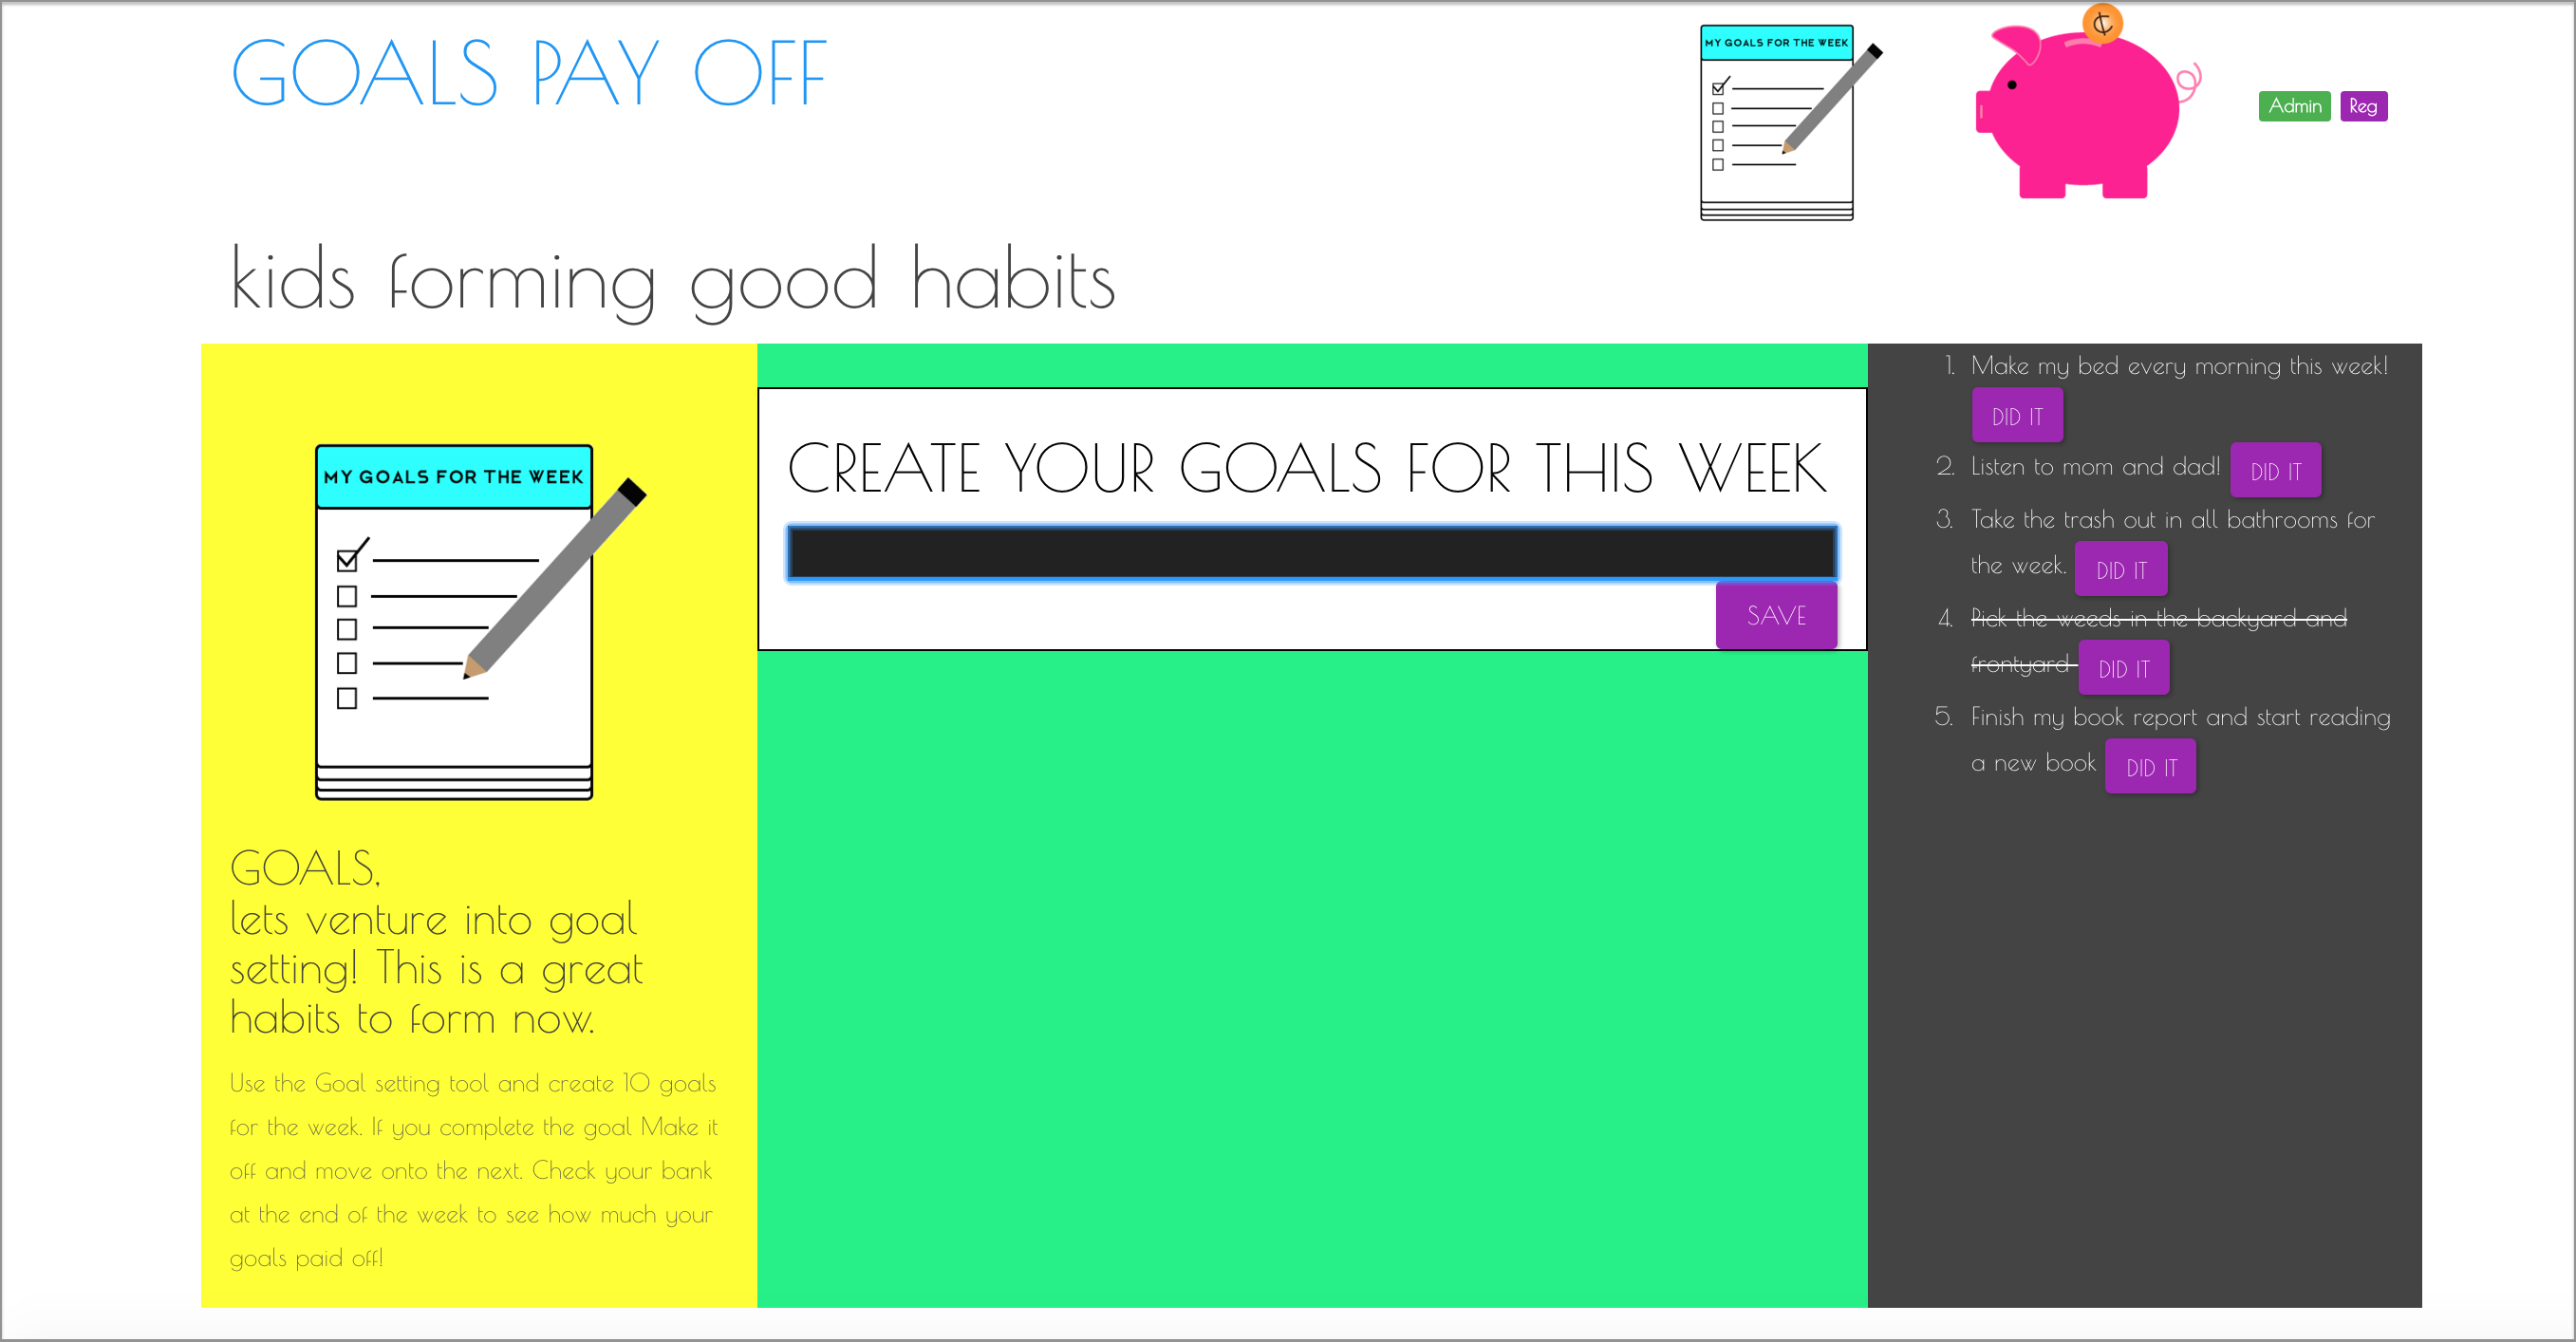 GOALS PAY OFF
MY GOALS FOR THE WEEK
₵
Admin
Reg
kids forming good habits
MY GOALS FOR THE WEEK
GOALS,
lets venture into goal
setting! This is a great
habits to form now.
Use the Goal setting tool and create 10 goals
for the week. If you complete the goal Make it
off and move onto the next. Check your bank
at the end of the week to see how much your
goals paid off!
CREATE YOUR GOALS FOR THIS WEEK
SAVE
1. Make my bed every morning this week!
DID IT
2. Listen to mom and dad! DID IT
3. Take the trash out in all bathrooms for
the week. DID IT
4. Pick the weeds in the backyard and
frontyard DID IT
5. Finish my book report and start reading
a new book DID IT